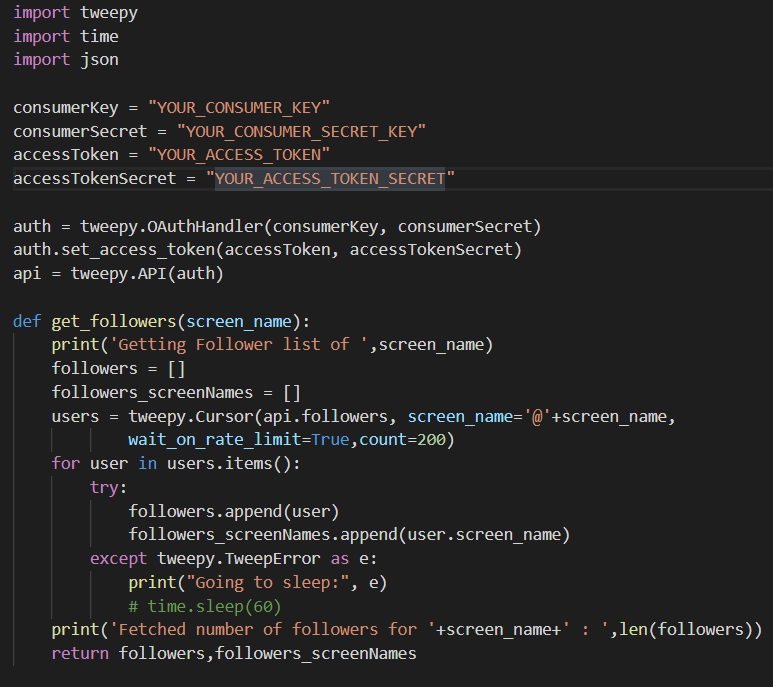 import tweepy
import time
import json
consumerKey = "YOUR_CONSUMER_KEY"
consumerSecret = "YOUR_CONSUMER_SECRET_KEY"
accessToken = "YOUR_ACCESS_TOKEN"
accessTokenSecret = "YOUR_ACCESS_TOKEN_SECRET"
auth = tweepy.OAuthHandler(consumerKey, consumerSecret)
auth.set_access_token(accessToken, accessTokenSecret)
api = tweepy.API(auth)
def get_followers(screen_name):
    print('Getting Follower list of ',screen_name)
    followers = []
    followers_screenNames = []
    users = tweepy.Cursor(api.followers, screen_name='@'+screen_name,
            wait_on_rate_limit=True,count=200)
    for user in users.items():
        try:
            followers.append(user)
            followers_screenNames.append(user.screen_name)
        except tweepy.TweepError as e:
            print("Going to sleep:", e)
            # time.sleep(60)
    print('Fetched number of followers for '+screen_name+' : ',len(followers))
    return followers,followers_screenNames